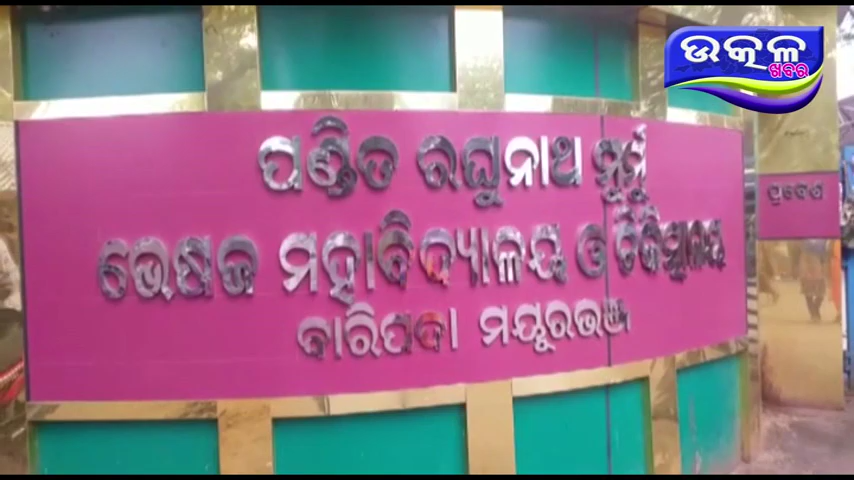 ଉତ୍କଳ
ଖବର
ପଣ୍ଡିତ ରଘୁନାଥ ମୁର୍ମୁ
ଭେଷଜ ମହାବିଦ୍ୟାଳୟ ଓ ଚିକିତ୍ସାଳୟ
ବାରିପଦା ମୟୂରଭଞ୍ଜ
ପ୍ରବେଶ